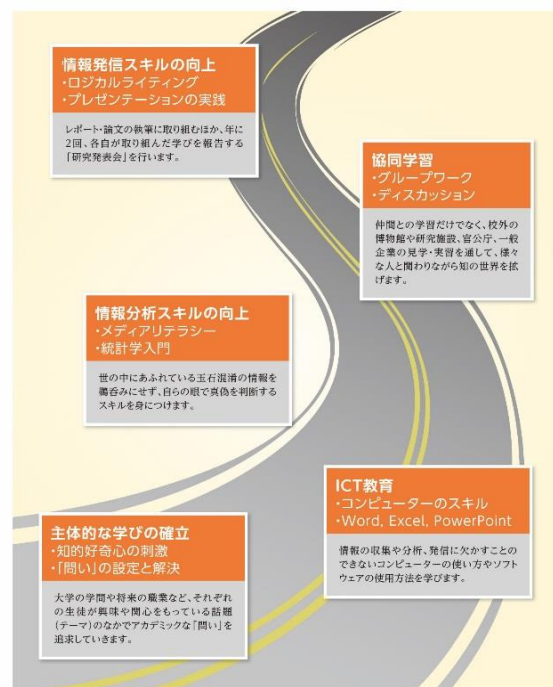 情報発信スキルの向上
・ロジカルライティング
・プレゼンテーションの実践
レポート・論文の執筆に取り組むほか、年に
2回、各自が取り組んだ学びを報告する
「研究発表会」を行います。
協同学習
・グループワーク
・ディスカッション
仲間との学習だけでなく、校外の
博物館や研究施設、官公庁、一般
企業の見学・実習を通して、様々
な人と関わりながら知の世界を拡
げます。
情報分析スキルの向上
・メディアリテラシー
・統計学入門
世の中にあふれている玉石混淆の情報を
鵜呑みにせず、自らの眼で真偽を判断する
スキルを身につけます。
ICT教育
・コンピューターのスキル
・Word, Excel, PowerPoint
情報の収集や分析、発信に欠かすことの
できないコンピューターの使い方やソフト
ウェアの使用方法を学びます。
主体的な学びの確立
・知的好奇心の刺激
・「問い」の設定と解決
大学の学問や将来の職業など、それぞれ
の生徒が興味や関心をもっている話題
(テーマ)のなかでアカデミックな「問い」を
追求していきます。